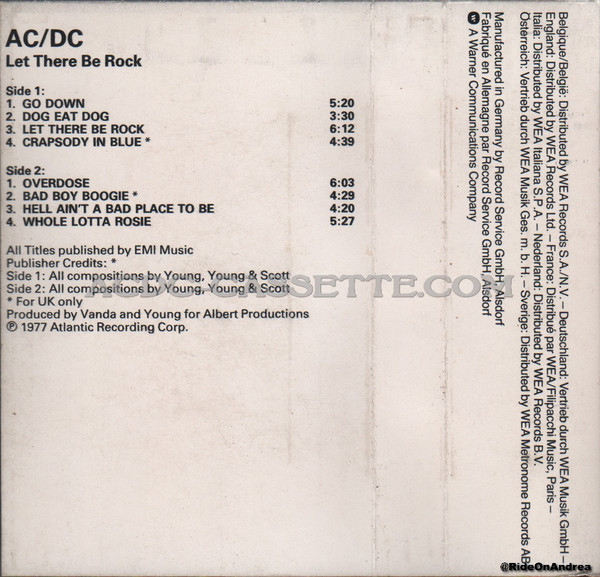 AC/DC
Let There Be Rock
Side 1:
1. GO DOWN 5:20
2. DOG EAT DOG 3:30
3. LET THERE BE ROCK 6:12
4. CRAPSODY IN BLUE * 4:39
Side 2:
1. OVERDOSE 6:03
2. BAD BOY BOOGIE * 4:29
3. HELL AIN'T A BAD PLACE TO BE 4:20
4. WHOLE LOTTA ROSIE 5:27
All Titles published by EMI Music
Publisher Credits: *
Side 1: All compositions by Young, Young & Scott
Side 2: All compositions by Young, Young & Scott
* For UK only
Produced by Vanda and Young for Albert Productions
℗ 1977 Atlantic Recording Corp.
ACDC-CASSETTE.COM
Belgique/België: Distributed by WEA Records S.A./N.V. – Deutschland: Vertrieb durch WEA Musik GmbH –
England: Distributed by WEA Records Ltd. – France: Distribué par WEA/Filipacchi Music, Paris –
Italia: Distributed by WEA Italiana S.P.A. – Nederland: Distributed by WEA Records B.V.
Österreich: Vertrieb durch WEA Musik Ges. m. b. H. – Sverige: Distributed by WEA Metronome Records AB
Manufactured in Germany by Record Service GmbH, Alsdorf
Fabriqué en Allemagne par Record Service GmbH, Alsdorf
A Warner Communications Company
@RideOnAndrea